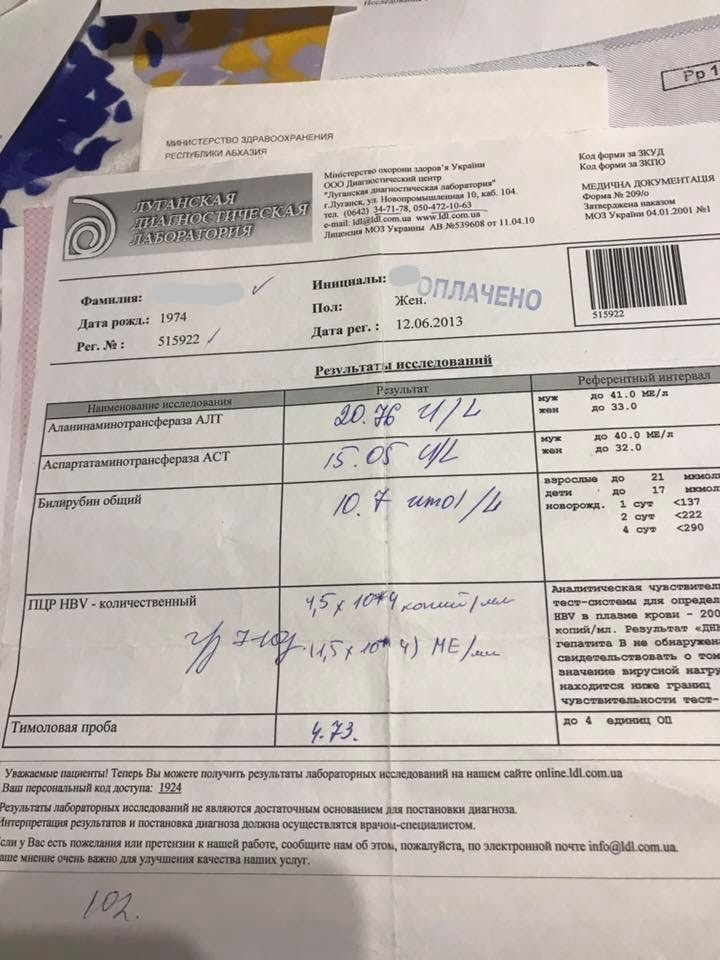 Рр 1
МИНИСТЕРСТВО ЗДРАВООХРАНЕНИЯ
РЕСПУБЛИКИ АБХАЗИЯ
ЛУГАНСКАЯ
ДИАГНОСТИЧЕСКАЯ
ЛАБОРАТОРИЯ
Міністерство охорони здоров'я України
ООО Диагностический центр
"Луганская диагностическая лаборатория"
г.Луганск, ул. Новопромышленная 10, каб. 104.
тел. (0642) 34-71-78, 050-472-10-63
e-mail: ldl@ldl.com.ua www.ldl.com.ua
Лицензия МОЗ Украины АВ №539608 от 11.04.10
Код форми за ЗКУД
Код форми за ЗКПО
МЕДИЧНА ДОКУМЕНТАЦІЯ
Форма № 209/о
Затверджена наказом
МОЗ України 04.01.2001 №1
Фамилия:
Инициалы:
ОПЛАЧЕНО
Дата рожд.: 1974
Пол: Жен.
Рег. № : 515922
Дата рег. : 12.06.2013
515922
Результаты исследований
Наименование исследования Результат Референтный интервал
Аланинаминотрансфераза АЛТ 20.76 U/L муж до 41.0 МЕ/л
жен до 33.0
Аспартатаминотрансфераза АСТ 15.05 U/L муж до 40.0 МЕ/л
жен до 32.0
Билирубин общий 10.7 взрослые до 21 мкмол
дети до 17 мкмол
новорожд. 1 сут <137
2 сут <222
4 сут <290
ПЦР HBV - количественный 4,5 х 10*4 копий/мл
(1,5 х 10*4) МЕ/мл
Аналитическая чувствител
тест-системы для определ
HBV в плазме крови - 200
копий/мл. Результат «ДН
гепатита В не обнаружен
свидетельствовать о том
значение вирусной нагруз
находится ниже границ
чувствительности тест-
Тимоловая проба 4.73. до 4 единиц ОП
Уважаемые пациенты! Теперь Вы можете получить результаты лабораторных исследований на нашем сайте online.ldl.com.ua
Ваш персональный код доступа: 1924
Результаты лабораторных исследований не являются достаточным основанием для постановки диагноза.
Интерпретация результатов и постановка диагноза должна осуществлятся врачом-специалистом.
Если у Вас есть пожелания или претензии к нашей работе, сообщите нам об этом, пожалуйста, по электронной почте info@ldl.com.ua.
аше мнение очень важно для улучшения качества наших услуг.
102.